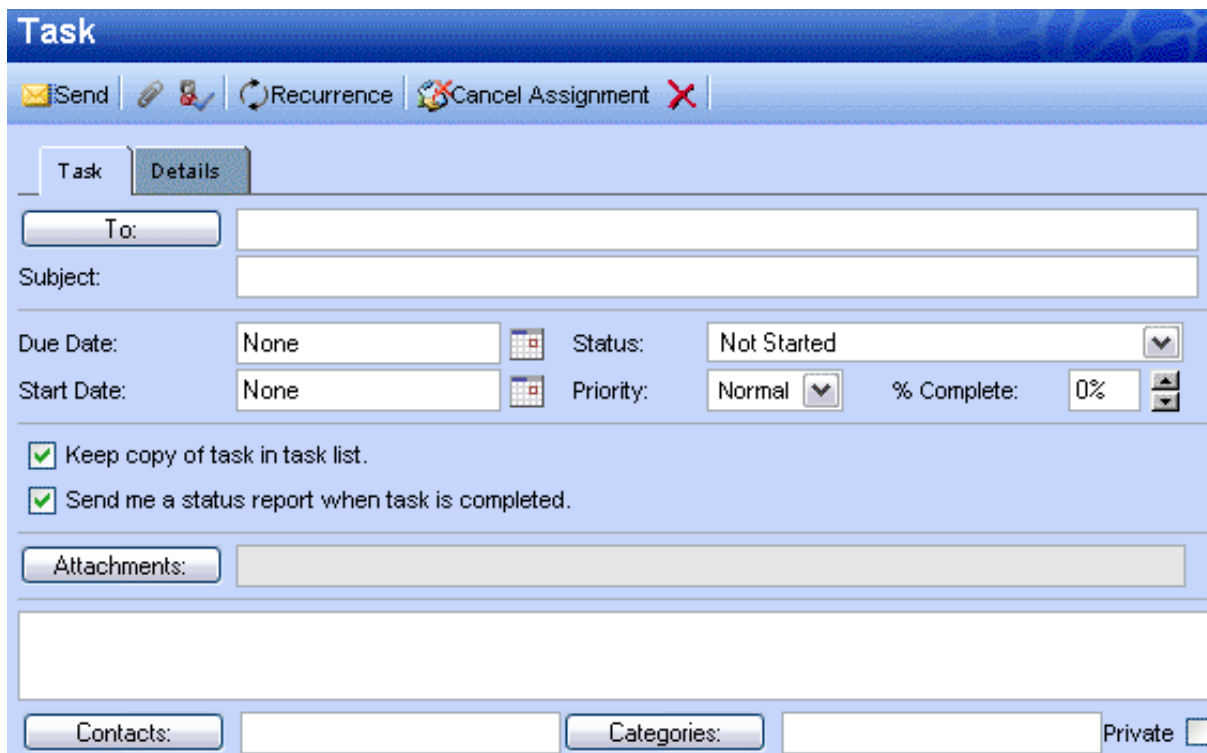 Task
Send Recurrence Cancel Assignment
Task Details
To:
Subject:
Due Date: None Status: Not Started
Start Date: None Priority: Normal % Complete: 0%
Keep copy of task in task list.
Send me a status report when task is completed.
Attachments:
Contacts: Categories: Private